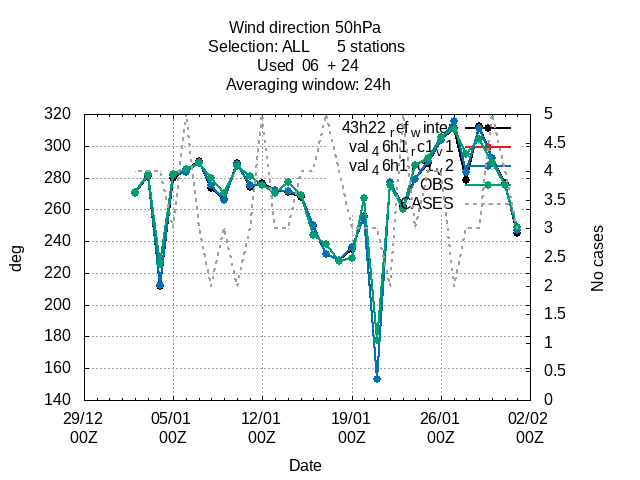 Wind direction 50hPa
Selection: ALL 5 stations
Used 06 + 24
Averaging window: 24h
320
300
280
260
240
220
200
180
160
140
deg
5
4.5
4
3.5
3
2.5
2
1.5
1
0.5
0
No cases
43h22_ref_winter
val_46h1_rc1_v1
val_46h1_rc1_v2
OBS
CASES
29/12 05/01 12/01 19/01 26/01 02/02
00Z 00Z 00Z 00Z 00Z 00Z
Date